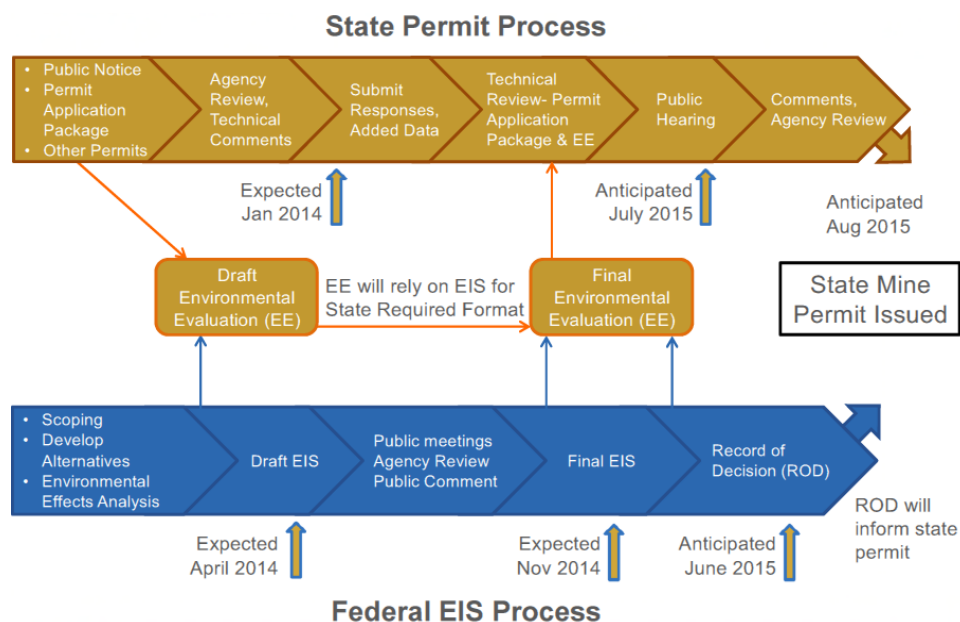 State Permit Process
• Public Notice
• Permit
Application
Package
• Other Permits
Agency
Review,
Technical
Comments
Submit
Responses,
Added Data
Technical
Review- Permit
Application
Package & EE
Public
Hearing
Comments,
Agency Review
Expected
Jan 2014
Anticipated
July 2015
Anticipated
Aug 2015
Draft
Environmental
Evaluation (EE)
EE will rely on EIS for
State Required Format
Final
Environmental
Evaluation (EE)
State Mine
Permit Issued
• Scoping
• Develop
Alternatives
• Environmental
Effects Analysis
Draft EIS
Public meetings
Agency Review
Public Comment
Final EIS
Record of
Decision (ROD)
ROD will
inform state
permit
Expected
April 2014
Expected
Nov 2014
Anticipated
June 2015
Federal EIS Process